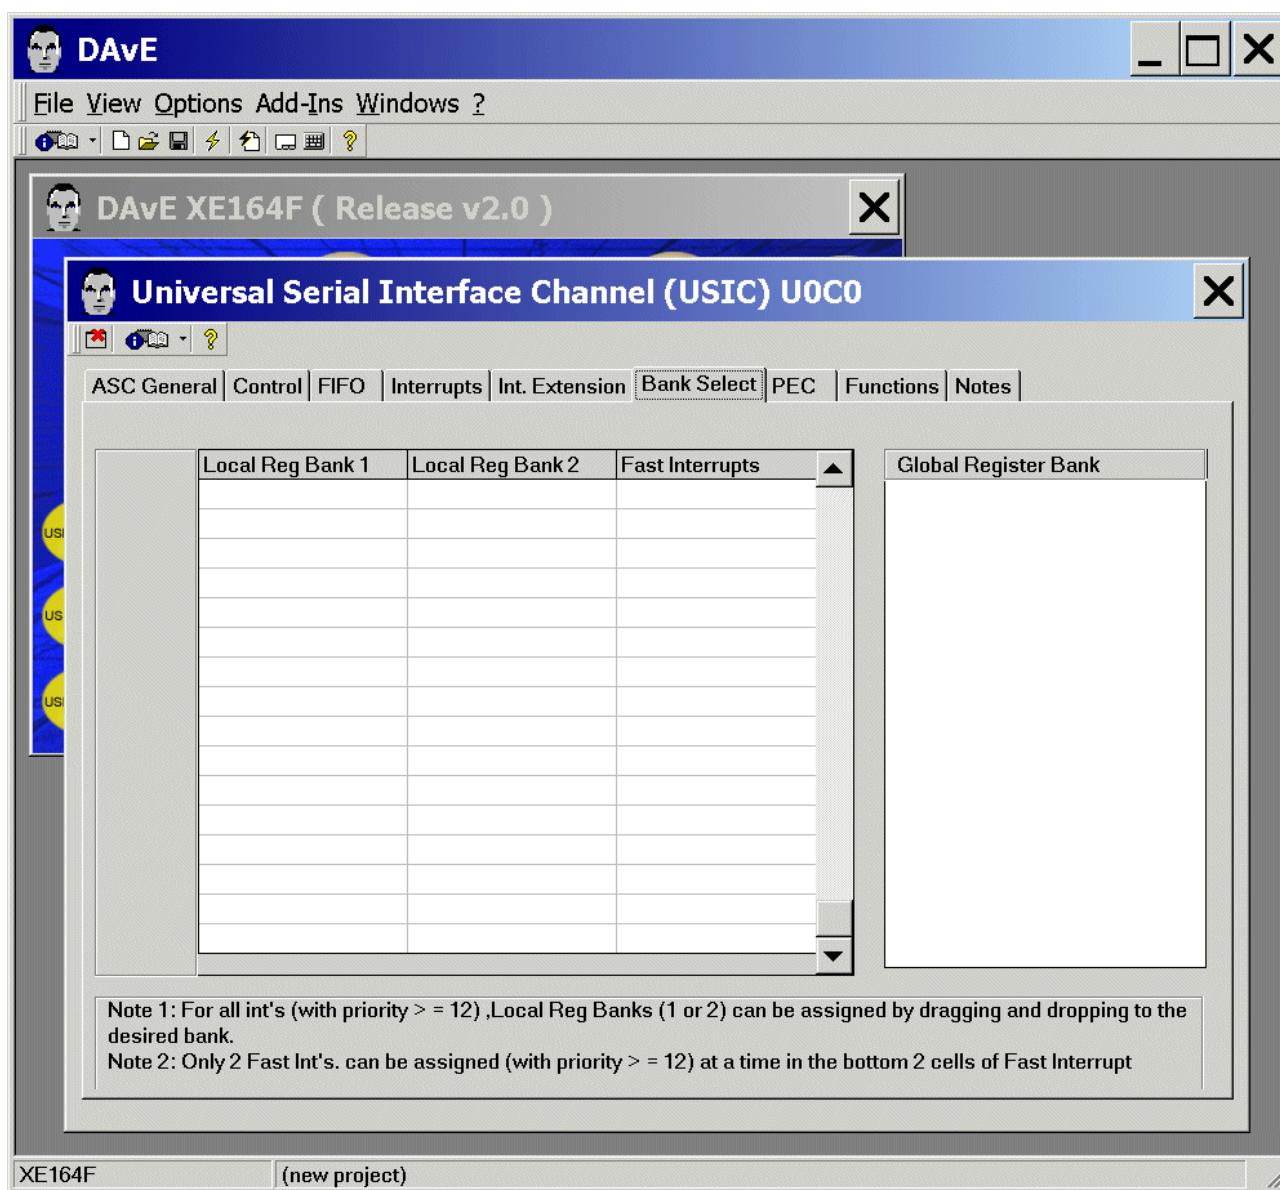 DAvE
File View Options Add-Ins Windows ?
DAvE XE164F ( Release v2.0 )
Universal Serial Interface Channel (USIC) U0C0
ASC General Control FIFO Interrupts Int. Extension Bank Select PEC Functions Notes
Local Reg Bank 1 Local Reg Bank 2 Fast Interrupts Global Register Bank
USI
US
USI
Note 1: For all int's (with priority > = 12) ,Local Reg Banks (1 or 2) can be assigned by dragging and dropping to the
desired bank.
Note 2: Only 2 Fast Int's. can be assigned (with priority > = 12) at a time in the bottom 2 cells of Fast Interrupt
XE164F (new project)